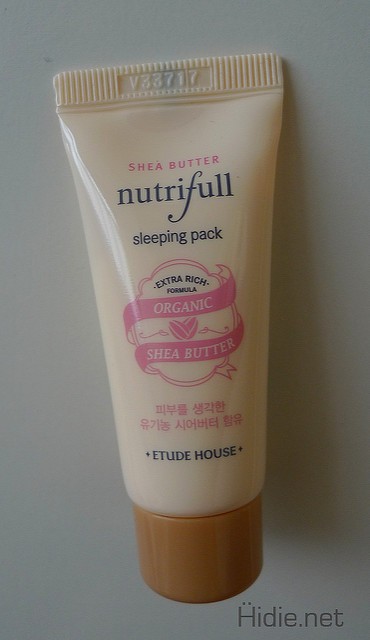 V33717
SHEA BUTTER
nutrifull
sleeping pack
·EXTRA RICH·
FORMULA
ORGANIC
SHEA BUTTER
피부를 생각한
유기농 시어버터 함유
•ETUDE HOUSE•
Hidie.net